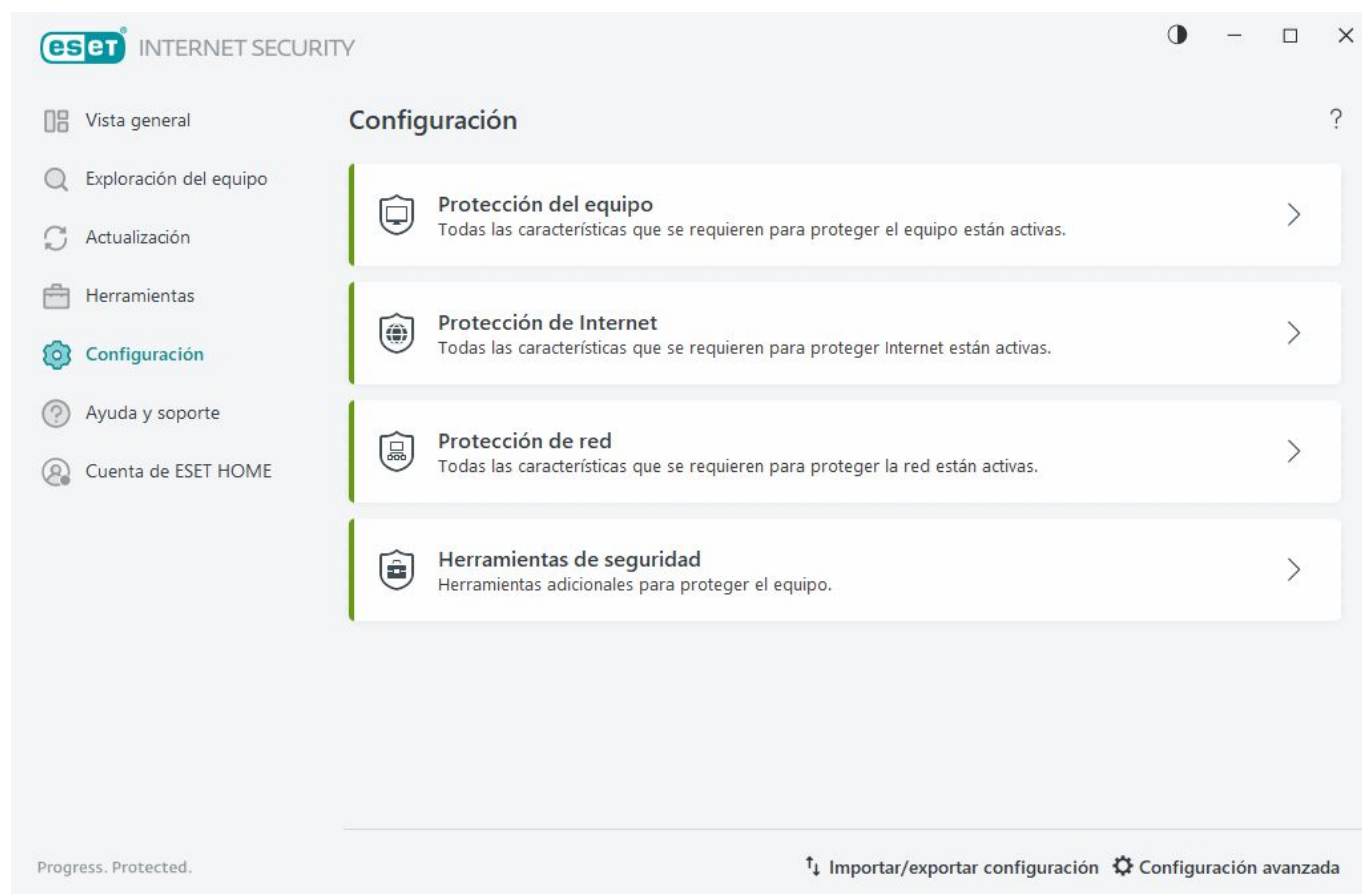 eset® INTERNET SECURITY
Vista general
Exploración del equipo
Actualización
Herramientas
Configuración
Ayuda y soporte
Cuenta de ESET HOME
Configuración
?
Protección del equipo
Todas las características que se requieren para proteger el equipo están activas.
Protección de Internet
Todas las características que se requieren para proteger Internet están activas.
Protección de red
Todas las características que se requieren para proteger la red están activas.
Herramientas de seguridad
Herramientas adicionales para proteger el equipo.
Progress. Protected.
Importar/exportar configuración
Configuración avanzada